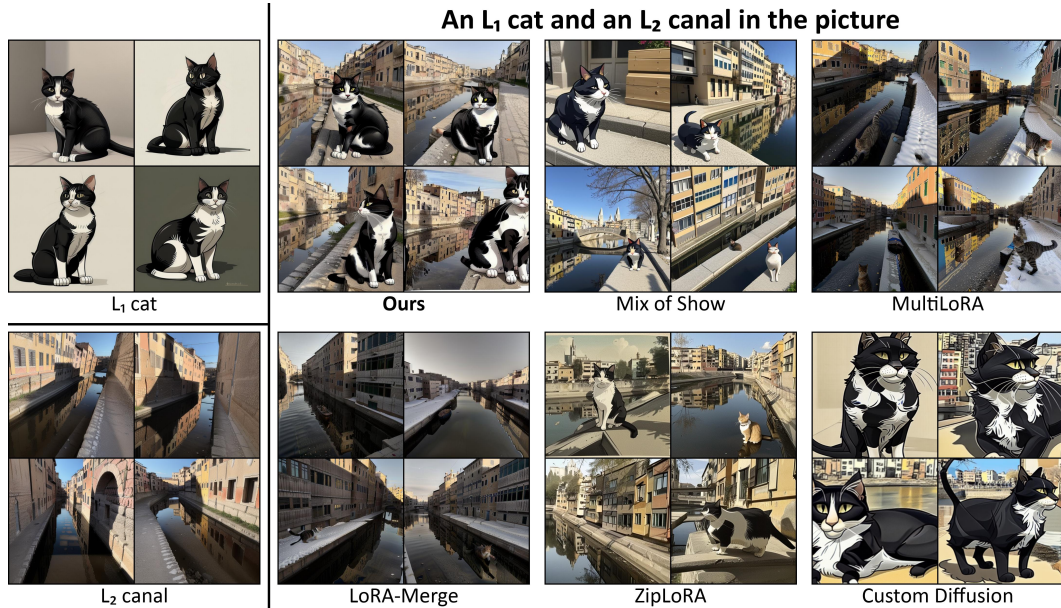 An L₁ cat and an L₂ canal in the picture
L₁ cat
Ours
Mix of Show
MultiLoRA
L₂ canal
LoRA-Merge
ZipLoRA
Custom Diffusion